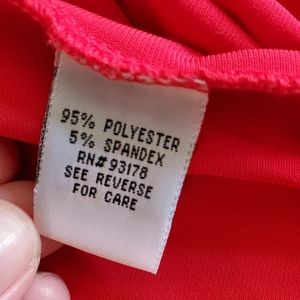 95% POLYESTER
5% SPANDEX
RN# 93178
SEE REVERSE
FOR CARE